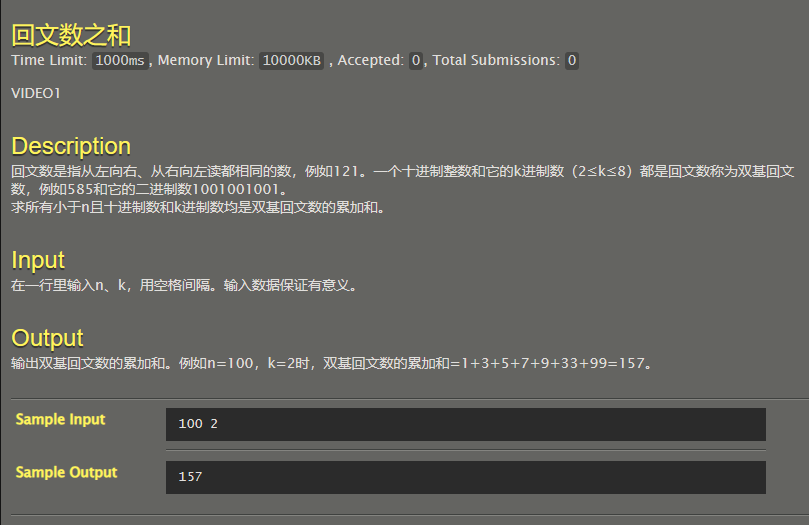 回文数之和
Time Limit: 1000ms, Memory Limit: 10000KB , Accepted: 0, Total Submissions: 0
VIDEO1
Description
回文数是指从左向右、从右向左读都相同的数，例如121。一个十进制整数和它的k进制数（2≤k≤8）都是回文数称为双基回文
数，例如585和它的二进制数1001001001。
求所有小于n且十进制数和k进制数均是双基回文数的累加和。
Input
在一行里输入n、k，用空格间隔。输入数据保证有意义。
Output
输出双基回文数的累加和。例如n=100，k=2时，双基回文数的累加和=1+3+5+7+9+33+99=157。
Sample Input
100 2
Sample Output
157